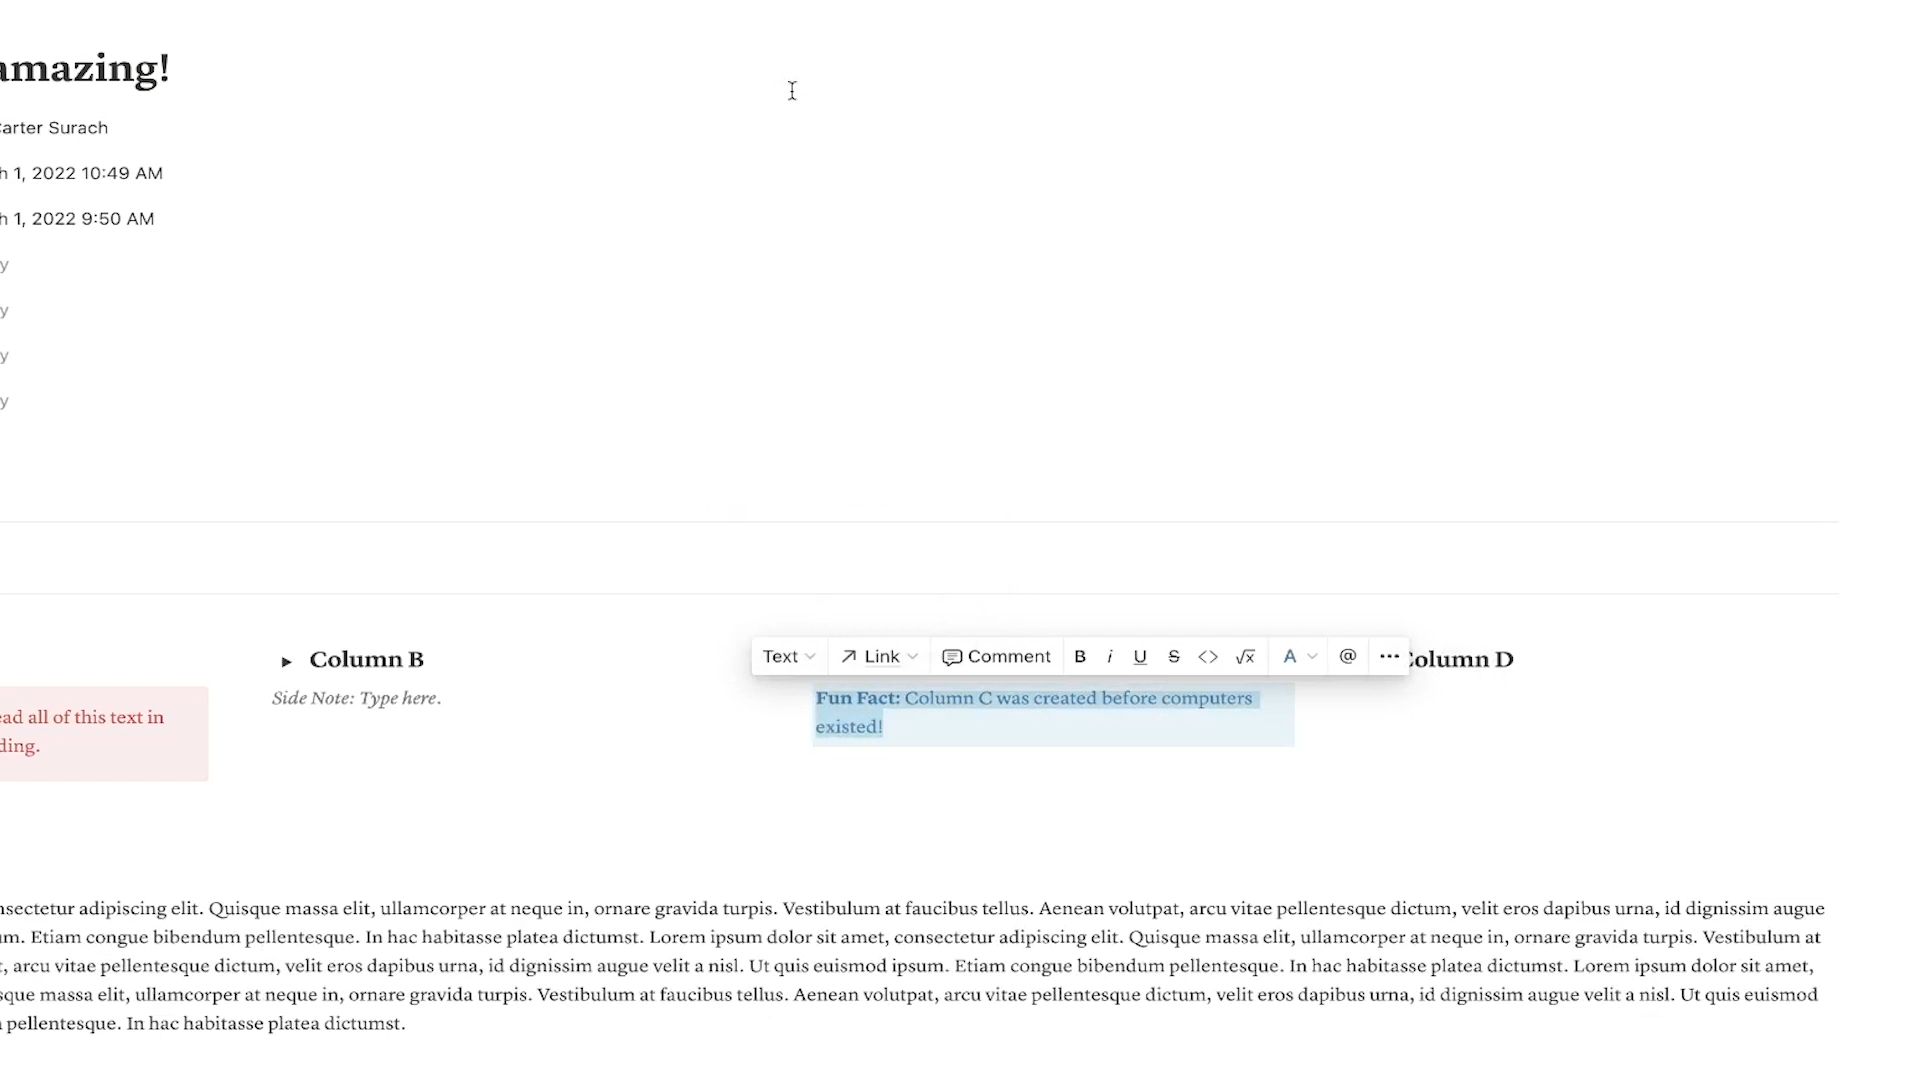 amazing!
Carter Surach
h 1, 2022 10:49 AM
h 1, 2022 9:50 AM
y
y
y
y
Column B
Text Link Comment B i U S <> √x A @ •••
Column D
ead all of this text in
ding.
Side Note: Type here.
Fun Fact: Column C was created before computers
existed!
nsectetur adipiscing elit. Quisque massa elit, ullamcorper at neque in, ornare gravida turpis. Vestibulum at faucibus tellus. Aenean volutpat, arcu vitae pellentesque dictum, velit eros dapibus urna, id dignissim augue
um. Etiam congue bibendum pellentesque. In hac habitasse platea dictumst. Lorem ipsum dolor sit amet, consectetur adipiscing elit. Quisque massa elit, ullamcorper at neque in, ornare gravida turpis. Vestibulum at
t, arcu vitae pellentesque dictum, velit eros dapibus urna, id dignissim augue velit a nisl. Ut quis euismod ipsum. Etiam congue bibendum pellentesque. In hac habitasse platea dictumst. Lorem ipsum dolor sit amet,
sque massa elit, ullamcorper at neque in, ornare gravida turpis. Vestibulum at faucibus tellus. Aenean volutpat, arcu vitae pellentesque dictum, velit eros dapibus urna, id dignissim augue velit a nisl. Ut quis euismod
pellentesque. In hac habitasse platea dictumst.